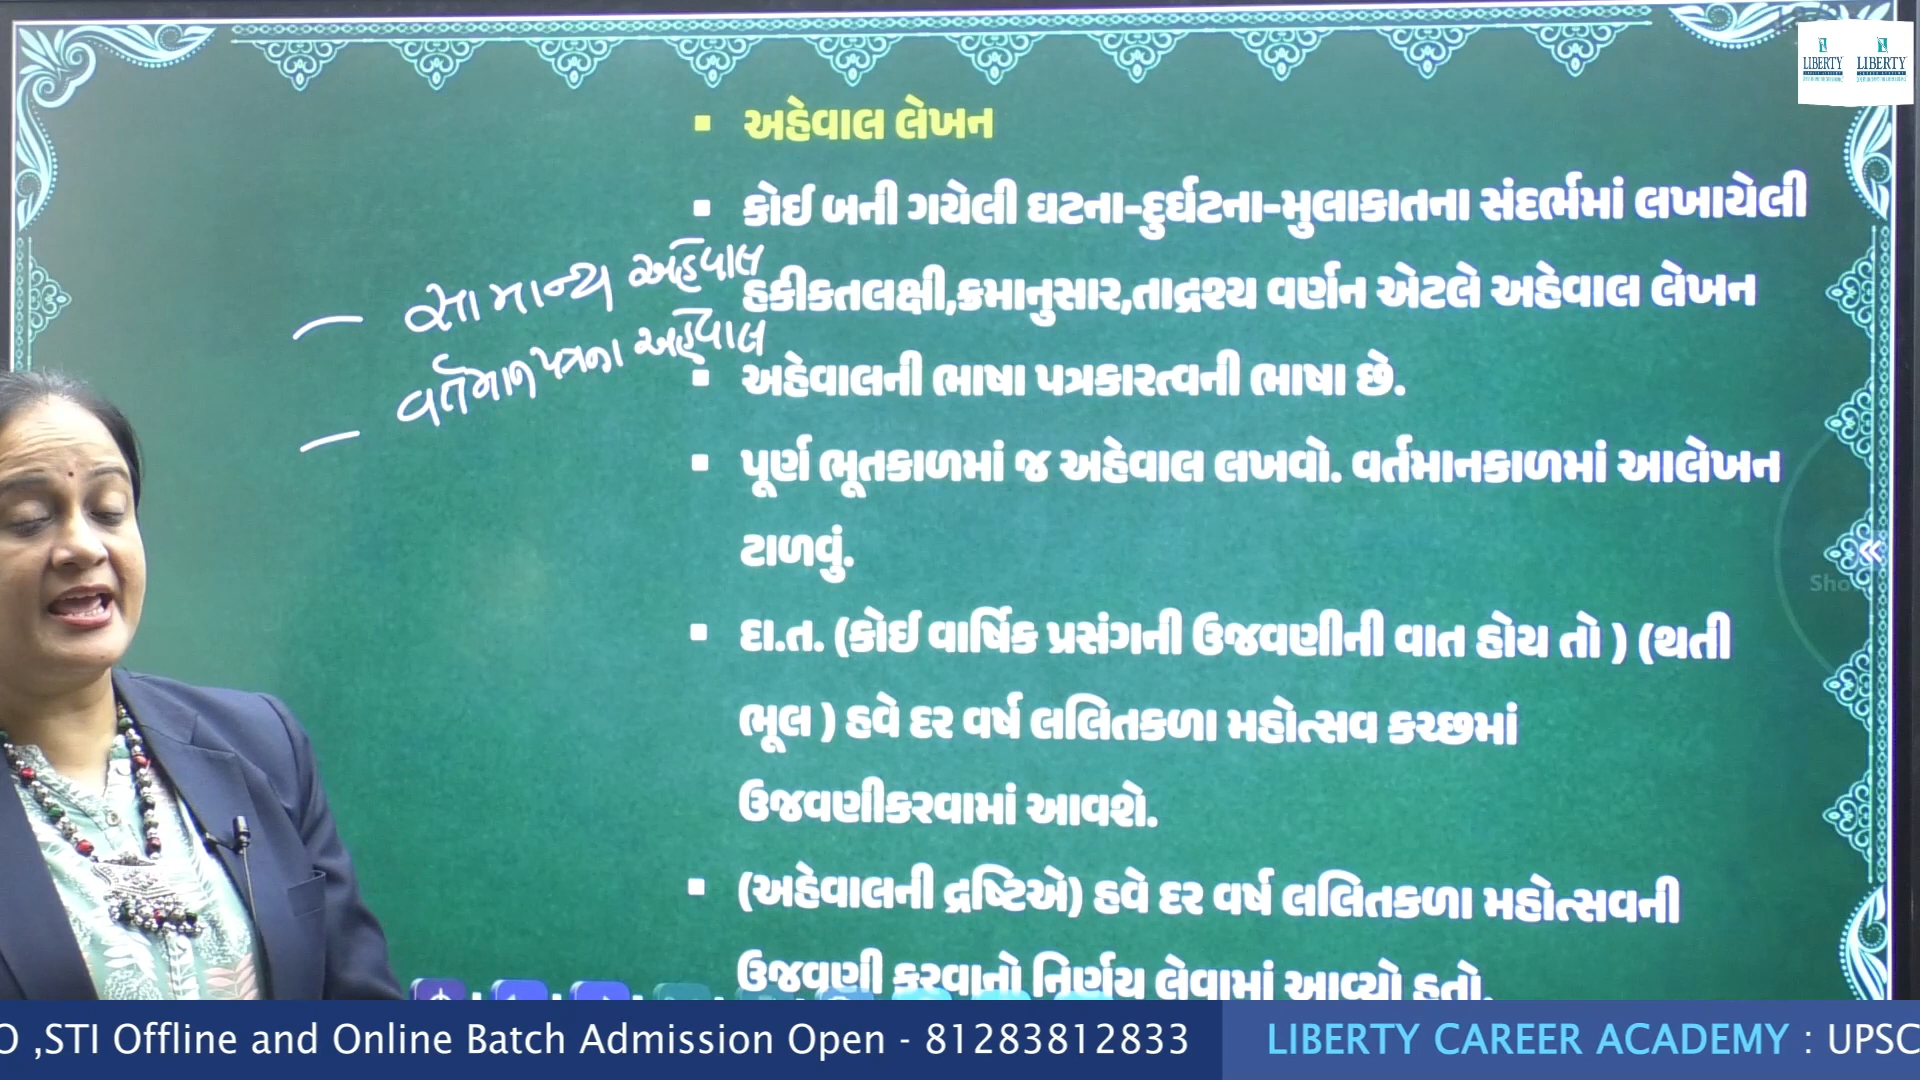 LIBERTY LIBERTY
અહેવાલ લેખન
કોઈ બની ગયેલી ઘટના-દુર્ઘટના-મુલાકાતના સંદર્ભમાં લખાયેલી
હકીકતલક્ષી,ક્રમાનુસાર,તાદ્રશ્ય વર્ણન એટલે અહેવાલ લેખન
— સામાન્ય અહેવાલ
— વર્તમાનપત્રના અહેવાલ
અહેવાલની ભાષા પત્રકારત્વની ભાષા છે.
પૂર્ણ ભૂતકાળમાં જ અહેવાલ લખવો. વર્તમાનકાળમાં આલેખન
ટાળવું.
દા.ત. (કોઈ વાર્ષિક પ્રસંગની ઉજવણીની વાત હોય તો ) (થતી
ભૂલ ) હવે દર વર્ષ લલિતકળા મહોત્સવ કચ્છમાં
ઉજવણીકરવામાં આવશે.
(અહેવાલની દ્રષ્ટિએ) હવે દર વર્ષ લલિતકળા મહોત્સવની
ઉજવણી કરવાનો નિર્ણય લેવામાં આવ્યો હતો.
Sho
O ,STI Offline and Online Batch Admission Open - 81283812833 LIBERTY CAREER ACADEMY : UPSC